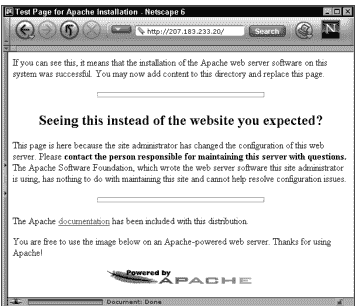 Test Page for Apache Installation - Netscape 6
http://207.183.233.20/
Search
N
If you can see this, it means that the installation of the Apache web server software on this
system was successful. You may now add content to this directory and replace this page.
Seeing this instead of the website you expected?
This page is here because the site administrator has changed the configuration of this web
server. Please contact the person responsible for maintaining this server with questions.
The Apache Software Foundation, which wrote the web server software this site administrator
is using, has nothing to do with maintaining this site and cannot help resolve configuration issues.
The Apache documentation has been included with this distribution.
You are free to use the image below on an Apache-powered web server. Thanks for using
Apache!
Powered by
APACHE
Document: Done